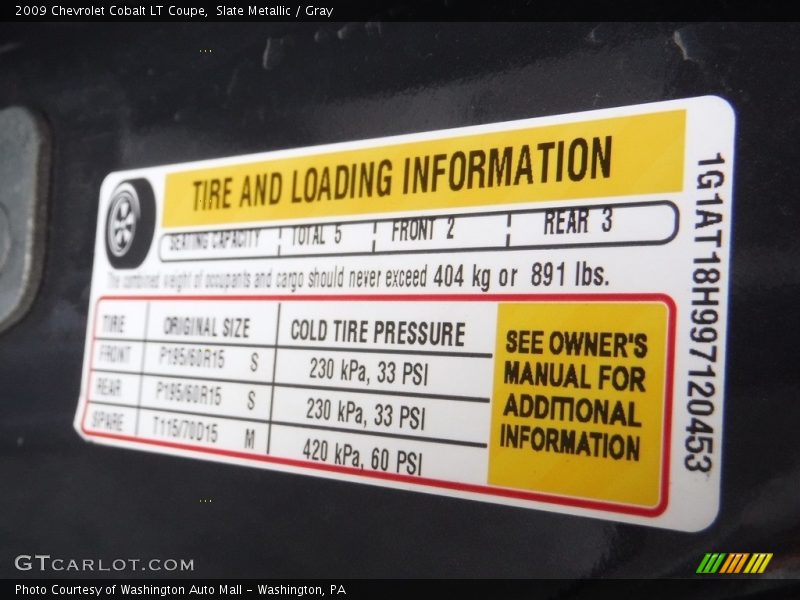 2009 Chevrolet Cobalt LT Coupe,  Slate Metallic / Gray
TIRE AND LOADING INFORMATION
SEATING CAPACITY TOTAL 5 FRONT 2 REAR 3
The combined weight of occupants and cargo should never exceed 404 kg or 891 lbs.
TIRE ORIGINAL SIZE COLD TIRE PRESSURE
FRONT P195/60R15 S 230 kPa, 33 PSI
REAR P195/60R15 S 230 kPa, 33 PSI
SPARE T115/70D15 M 420 kPa, 60 PSI
SEE OWNER'S
MANUAL FOR
ADDITIONAL
INFORMATION
1G1AT18H997120453
GTCARLOT.COM
Photo Courtesy of Washington Auto Mall - Washington, PA